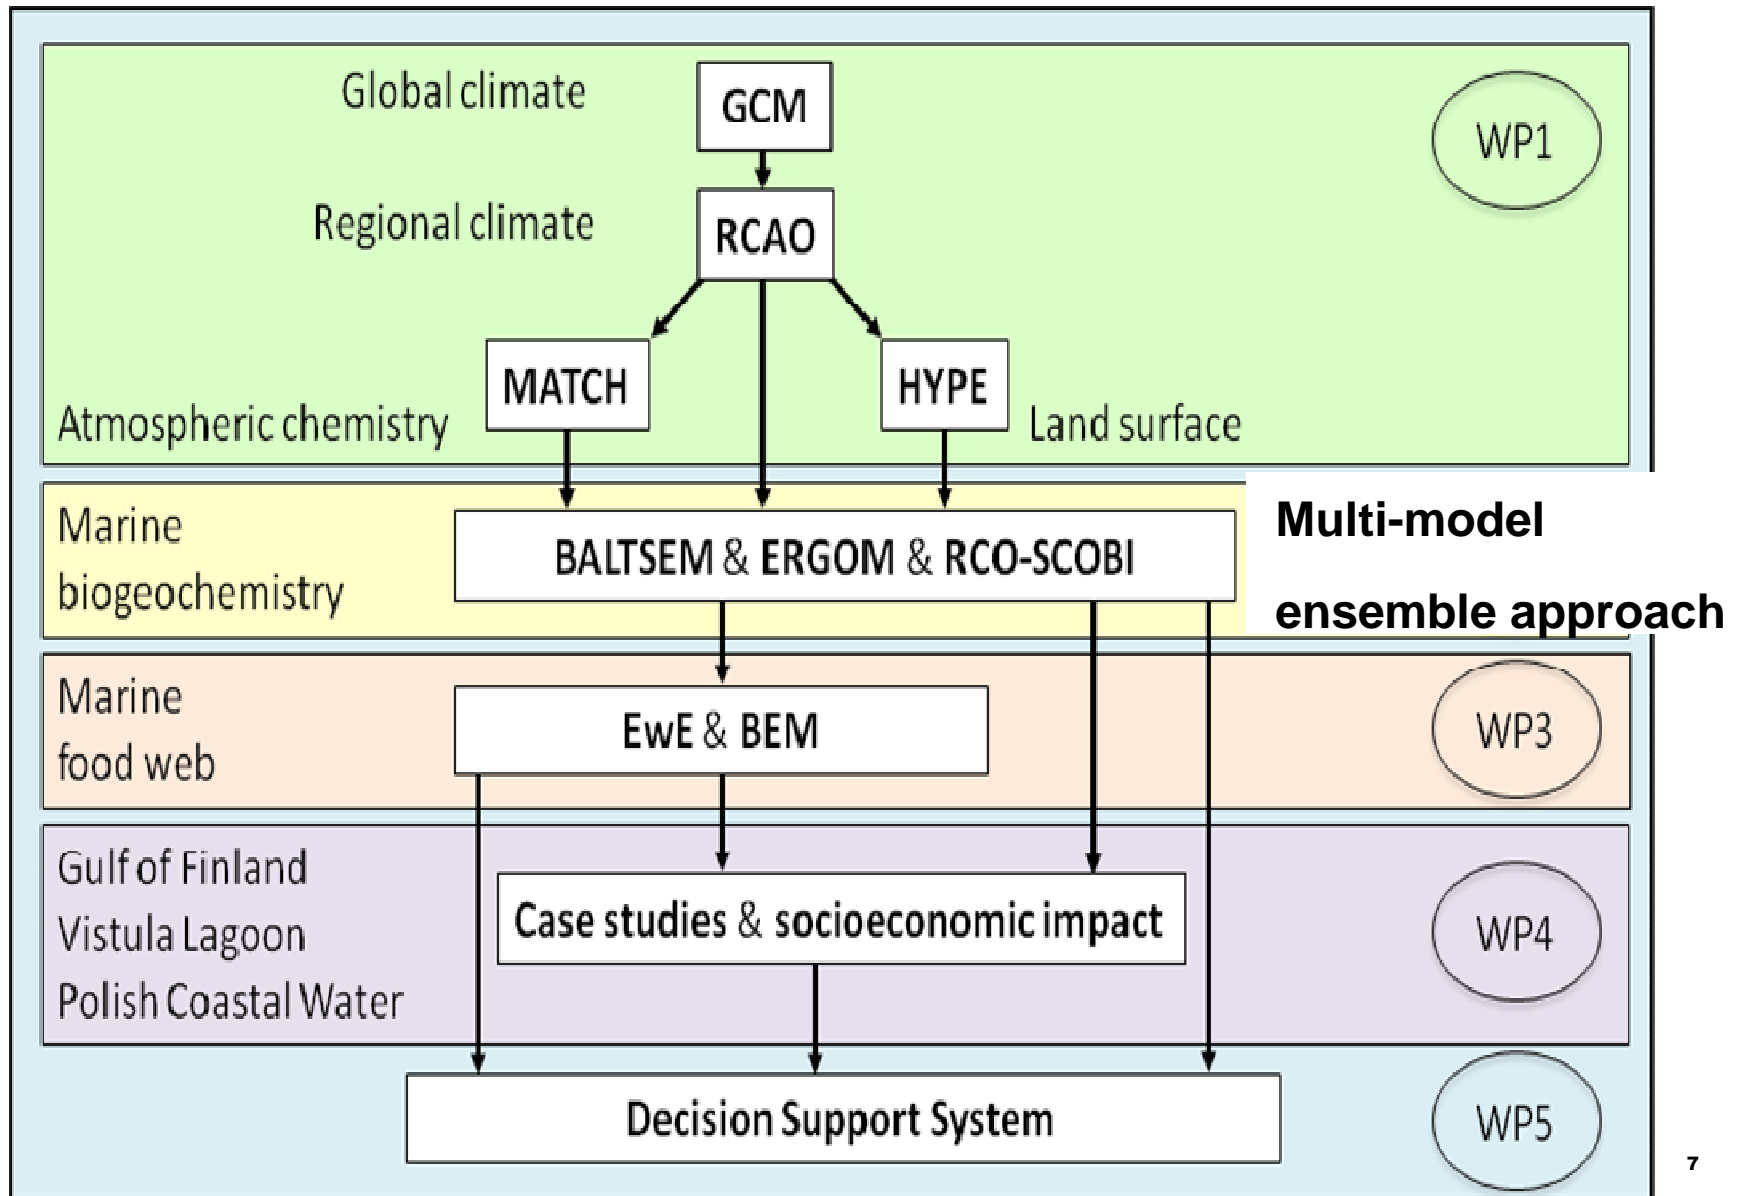 Global climate
GCM
WP1
Regional climate
RCAO
MATCH
HYPE
Atmospheric chemistry
Land surface
Marine
biogeochemistry
BALTSEM & ERGOM & RCO-SCOBI
Multi-model
ensemble approach
Marine
food web
EwE & BEM
WP3
Gulf of Finland
Vistula Lagoon
Polish Coastal Water
Case studies & socioeconomic impact
WP4
Decision Support System
WP5
7